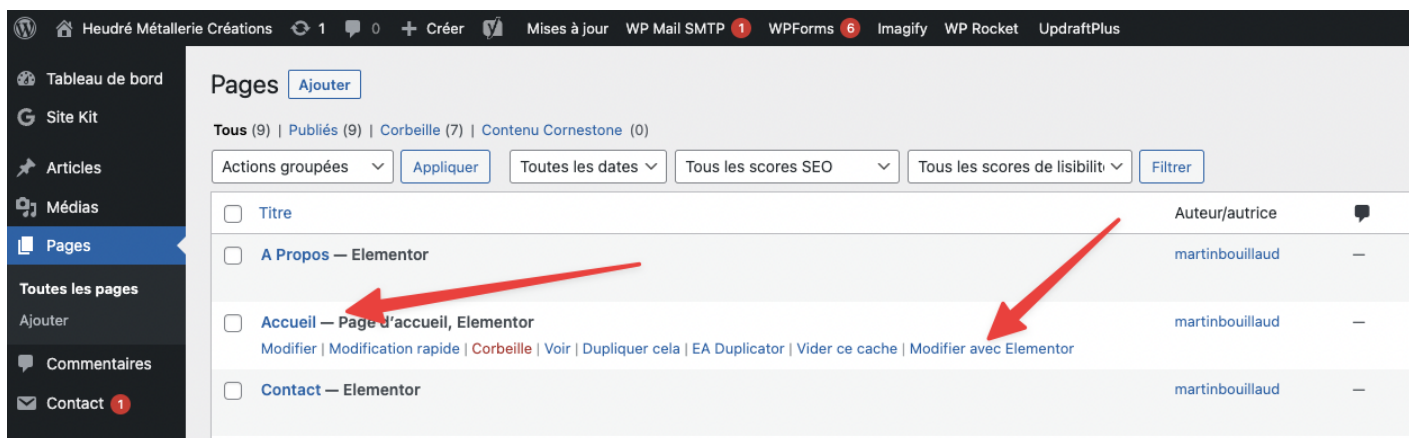 Heudré Métallerie Créations 1 0 + Créer Mises à jour WP Mail SMTP 1 WPForms 6 Imagify WP Rocket UpdraftPlus
Tableau de bord
Site Kit
Articles
Médias
Pages
Toutes les pages
Ajouter
Commentaires
Contact 1
Pages Ajouter
Tous (9) | Publiés (9) | Corbeille (7) | Contenu Cornestone (0)
Actions groupées Appliquer Toutes les dates Tous les scores SEO Tous les scores de lisibilit Filtrer
Titre Auteur/autrice
A Propos — Elementor martinbouillaud —
Accueil — Page d'accueil, Elementor martinbouillaud —
Modifier | Modification rapide | Corbeille | Voir | Dupliquer cela | EA Duplicator | Vider ce cache | Modifier avec Elementor
Contact — Elementor martinbouillaud —